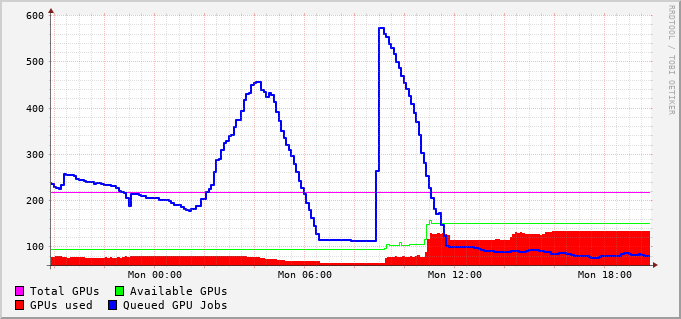 600
500
400
300
200
100
Mon 00:00 Mon 06:00 Mon 12:00 Mon 18:00
Total GPUs Available GPUs
GPUs used Queued GPU Jobs
RRDTOOL / TOBI OETIKER